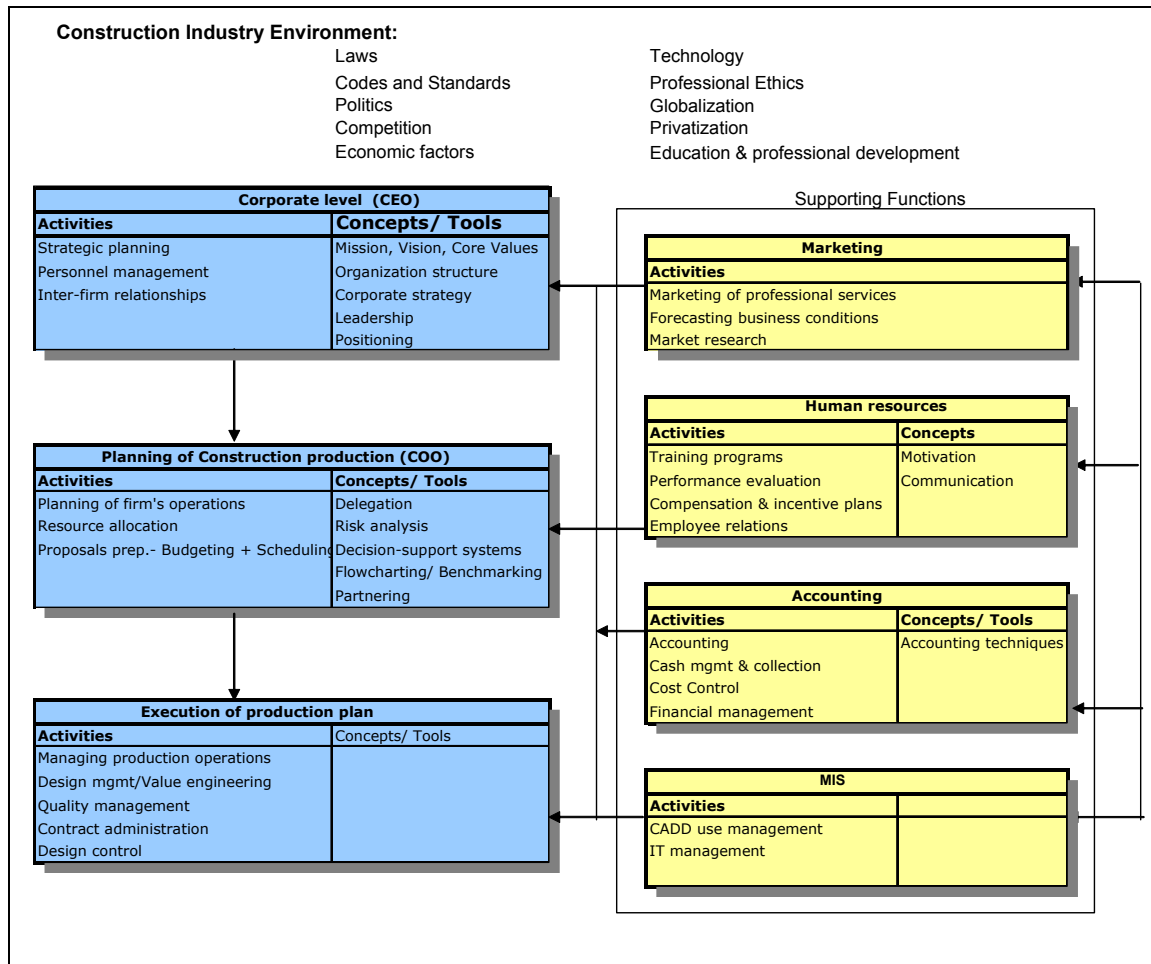 Construction Industry Environment:
Laws
Technology
Codes and Standards
Professional Ethics
Politics
Globalization
Competition
Privatization
Economic factors
Education & professional development
Corporate level (CEO)
Activities
Concepts/ Tools
Strategic planning
Mission, Vision, Core Values
Personnel management
Organization structure
Inter-firm relationships
Corporate strategy
Leadership
Positioning
Planning of Construction production (COO)
Activities
Concepts/ Tools
Planning of firm's operations
Delegation
Resource allocation
Risk analysis
Proposals prep.- Budgeting + Scheduling
Decision-support systems
Flowcharting/ Benchmarking
Partnering
Execution of production plan
Activities
Concepts/ Tools
Managing production operations
Design mgmt/Value engineering
Quality management
Contract administration
Design control
Supporting Functions
Marketing
Activities
Marketing of professional services
Forecasting business conditions
Market research
Human resources
Activities
Concepts
Training programs
Motivation
Performance evaluation
Communication
Compensation & incentive plans
Employee relations
Accounting
Activities
Concepts/ Tools
Accounting
Accounting techniques
Cash mgmt & collection
Cost Control
Financial management
MIS
Activities
CADD use management
IT management